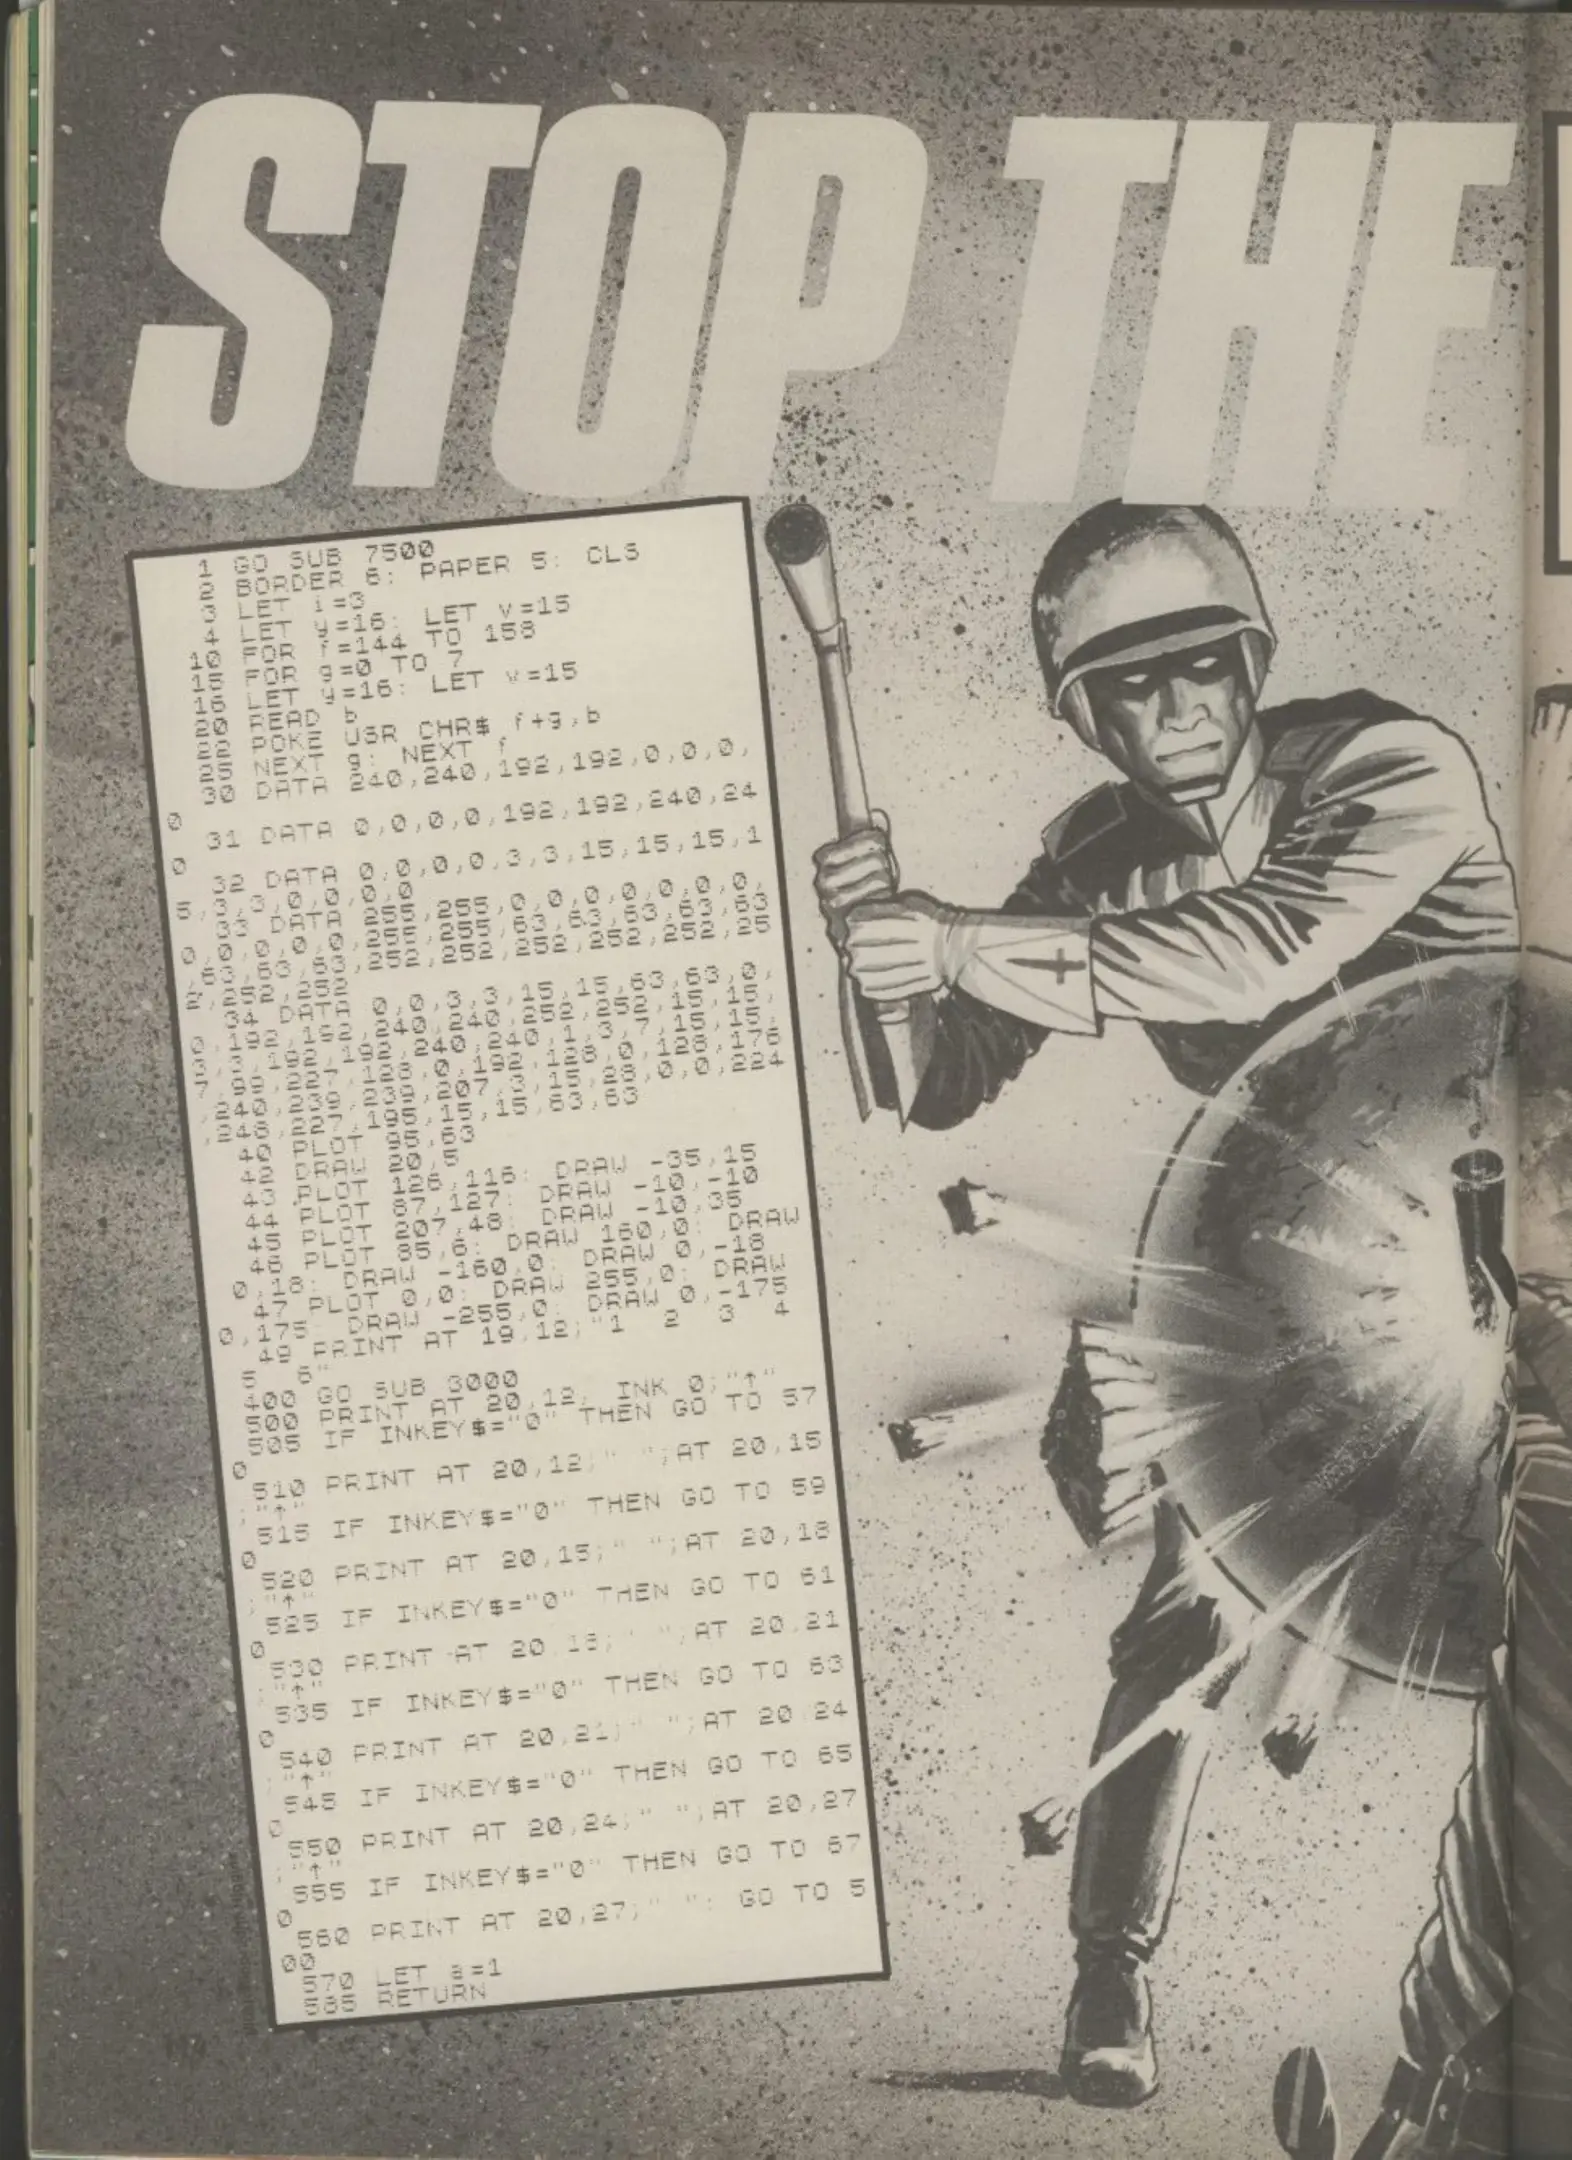 STOP THE
1 GO SUB 7500
2 BORDER 6: PAPER 5: CLS
3 LET i=3
4 LET y=16: LET v=15
10 FOR f=144 TO 158
15 FOR g=0 TO 7
16 LET y=16: LET v=15
20 READ b
22 POKE USR CHR$ f+g,b
25 NEXT g: NEXT f
30 DATA 240,240,192,192,0,0,0,
0
31 DATA 0,0,0,0,192,192,240,24
0
32 DATA 0,0,0,0,3,3,15,15,15,1
5,3,3,0,0,0,0
33 DATA 255,255,0,0,0,0,0,0,
0,0,0,0,0,255,255,63,63,63,63,63
,63,63,63,252,252,252,252,252,25
2,252,252
34 DATA 0,0,3,3,15,15,63,63,0,
0,192,192,240,240,252,252,15,15,
3,3,192,192,240,240,1,3,7,15,15,
7,99,227,128,0,192,128,0,128,176
,240,239,239,207,3,15,28,0,0,224
,248,227,195,15,15,63,63
40 PLOT 95,63
42 DRAW 20,5
43 PLOT 126,116: DRAW -35,15
44 PLOT 87,127: DRAW -10,-10
45 PLOT 207,48: DRAW -10,35
46 PLOT 85,6: DRAW 160,0: DRAW
0,18: DRAW -160,0: DRAW 0,-18
47 PLOT 0,0: DRAW 255,0: DRAW
0,175: DRAW -255,0: DRAW 0,-175
49 PRINT AT 19,12;"1 2 3 4
5 6"
400 GO SUB 3000
500 PRINT AT 20,12; INK 0;"↑"
505 IF INKEY$="0" THEN GO TO 57
0
510 PRINT AT 20,12;" ";AT 20,15
;"↑"
515 IF INKEY$="0" THEN GO TO 59
0
520 PRINT AT 20,15;" ";AT 20,18
;"↑"
525 IF INKEY$="0" THEN GO TO 61
0
530 PRINT AT 20,18;" ";AT 20,21
;"↑"
535 IF INKEY$="0" THEN GO TO 63
0
540 PRINT AT 20,21;" ";AT 20,24
;"↑"
545 IF INKEY$="0" THEN GO TO 65
0
550 PRINT AT 20,24;" ";AT 20,27
;"↑"
555 IF INKEY$="0" THEN GO TO 67
0
560 PRINT AT 20,27;" ": GO TO 5
00
570 LET a=1
585 RETURN